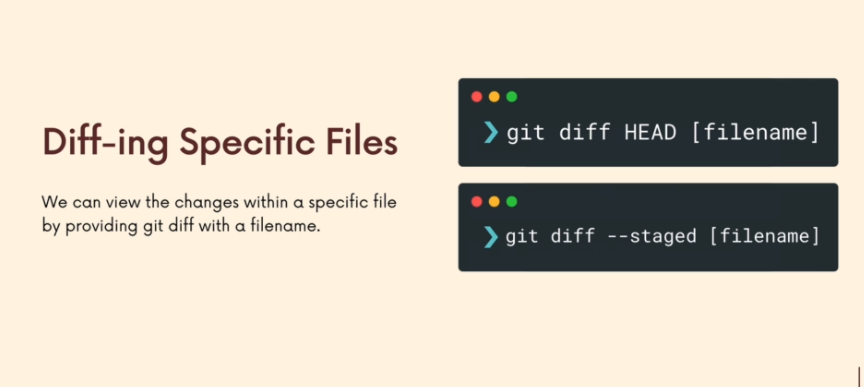 Diff-ing Specific Files
We can view the changes within a specific file
by providing git diff with a filename.
❯ git diff HEAD [filename]
❯ git diff --staged [filename]